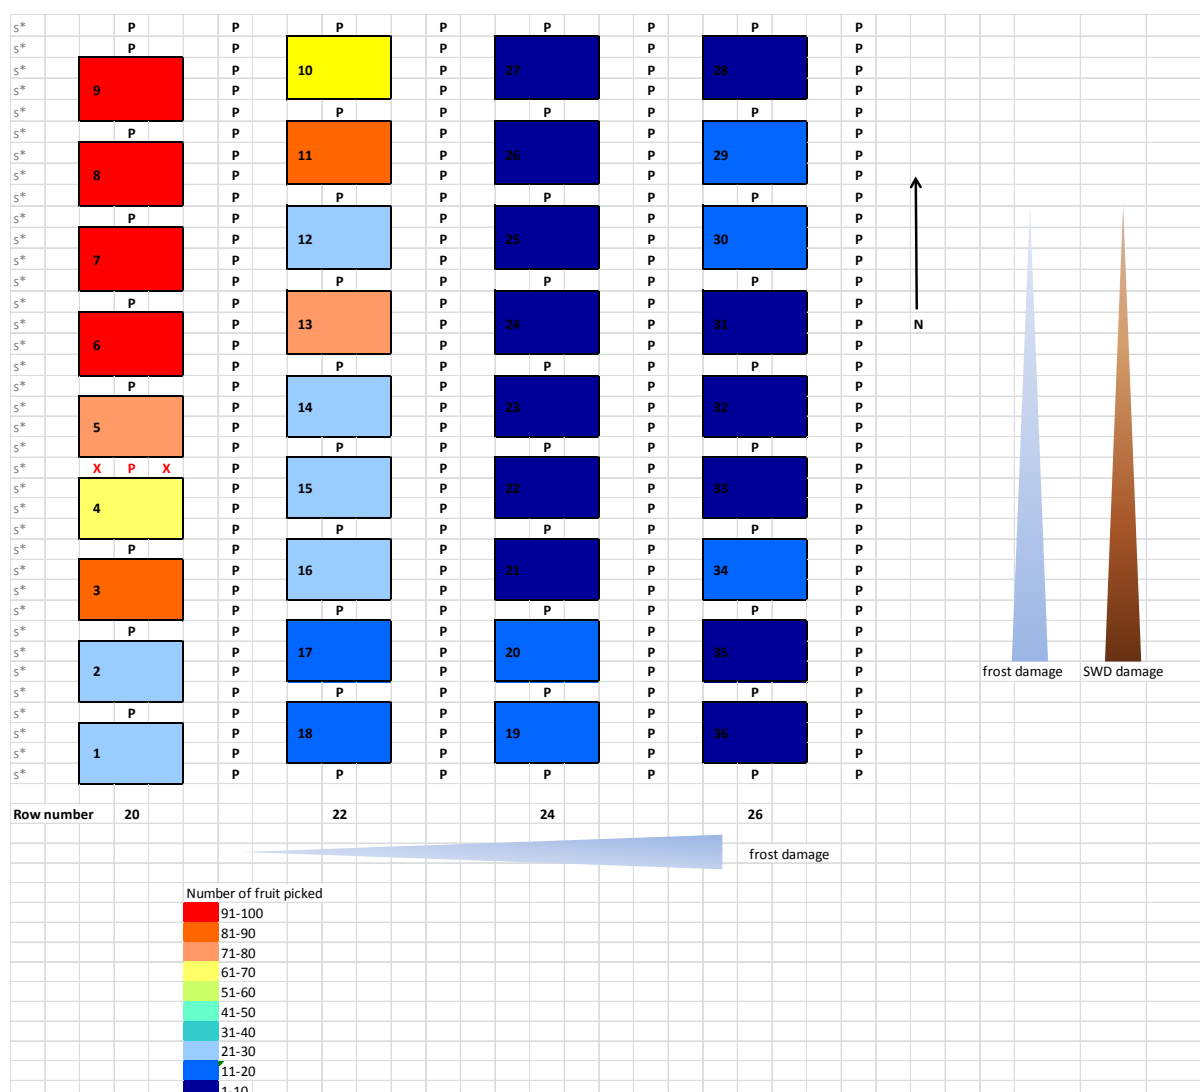 s* P P P P P P P P
s* P P P P P
s* P 10 P 27 P 28 P
s* 9 P P P P
s* P P P P P P P
s* P P P P P
s* P 11 P 26 P 29 P
s* 8 P P P P
s* P P P P P P P
s* P P P P P
s* P 12 P 25 P 30 P
s* 7 P P P P
s* P P P P P P P
s* P P P P P
s* P 13 P 24 P 31 P N
s* 6 P P P P
s* P P P P P P P
s* P P P P P
s* P 14 P 23 P 32 P
s* 5 P P P P
s* P P P P P P P
s* X P X P P P P
s* P 15 P 22 P 33 P
s* 4 P P P P
s* P P P P P P P
s* P P P P P
s* P 16 P 21 P 34 P
s* 3 P P P P
s* P P P P P P P
s* P P P P P
s* P 17 P 20 P 35 P
s* 2 P P P P frost damage SWD damage
s* P P P P P P P
s* P P P P P
s* P 18 P 19 P 36 P
s* 1 P P P P
s* P P P P P P P
Row number 20 22 24 26
frost damage
Number of fruit picked
91-100
81-90
71-80
61-70
51-60
41-50
31-40
21-30
11-20
1-10